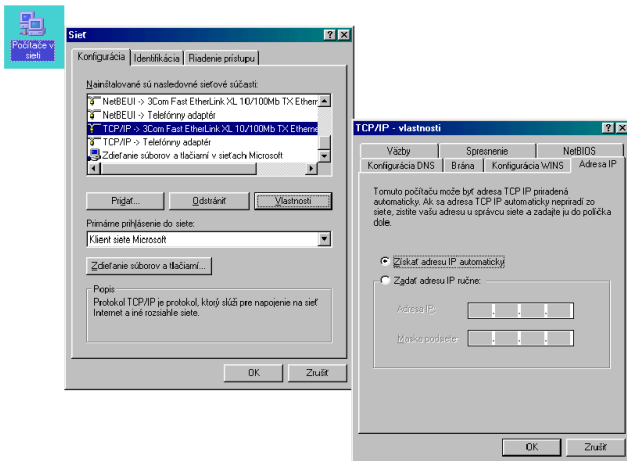 Počítače v
sieti
Sieť
Konfigurácia Identifikácia Riadenie prístupu
Nainštalované sú nasledovné sieťové súčasti:
NetBEUI -> 3Com Fast EtherLink XL 10/100Mb TX Ethern
NetBEUI -> Telefónny adaptér
TCP/IP -> 3Com Fast EtherLink XL 10/100Mb TX Etherne
TCP/IP -> Telefónny adaptér
Zdieľanie súborov a tlačiarní v sieťach Microsoft
Pridať... Odstrániť Vlastnosti
Primárne prihlásenie do siete:
Klient siete Microsoft
Zdieľanie súborov a tlačiarní...
Popis
Protokol TCP/IP je protokol, ktorý slúži pre napojenie na sieť
Internet a iné rozsiahle siete.
OK Zrušiť
TCP/IP - vlastnosti
Väzby Spresnenie NetBIOS
Konfigurácia DNS Brána Konfigurácia WINS Adresa IP
Tomuto počítaču može byť adresa TCP IP priradená
automaticky. Ak sa adresa TCP IP automaticky nepriradí zo
siete, zistite vašu adresu u správcu siete a zadajte ju do políčka
dole.
Získať adresu IP automaticky
Zadať adresu IP ručne:
Adresa IP:
Maska podsiete:
OK Zrušiť